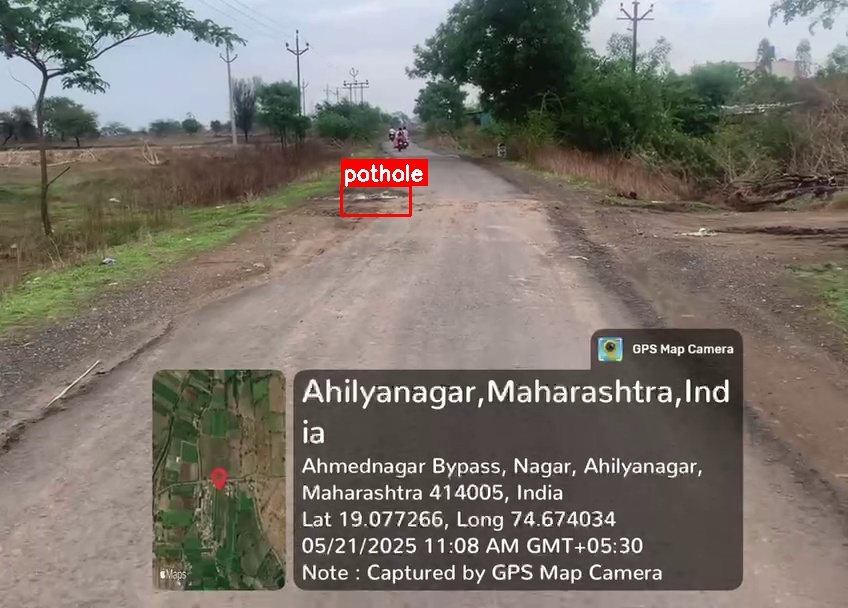 pothole
GPS Map Camera
Ahilyanagar,Maharashtra,Ind
ia
Ahmednagar Bypass, Nagar, Ahilyanagar,
Maharashtra 414005, India
Lat 19.077266, Long 74.674034
05/21/2025 11:08 AM GMT+05:30
Note : Captured by GPS Map Camera
Maps